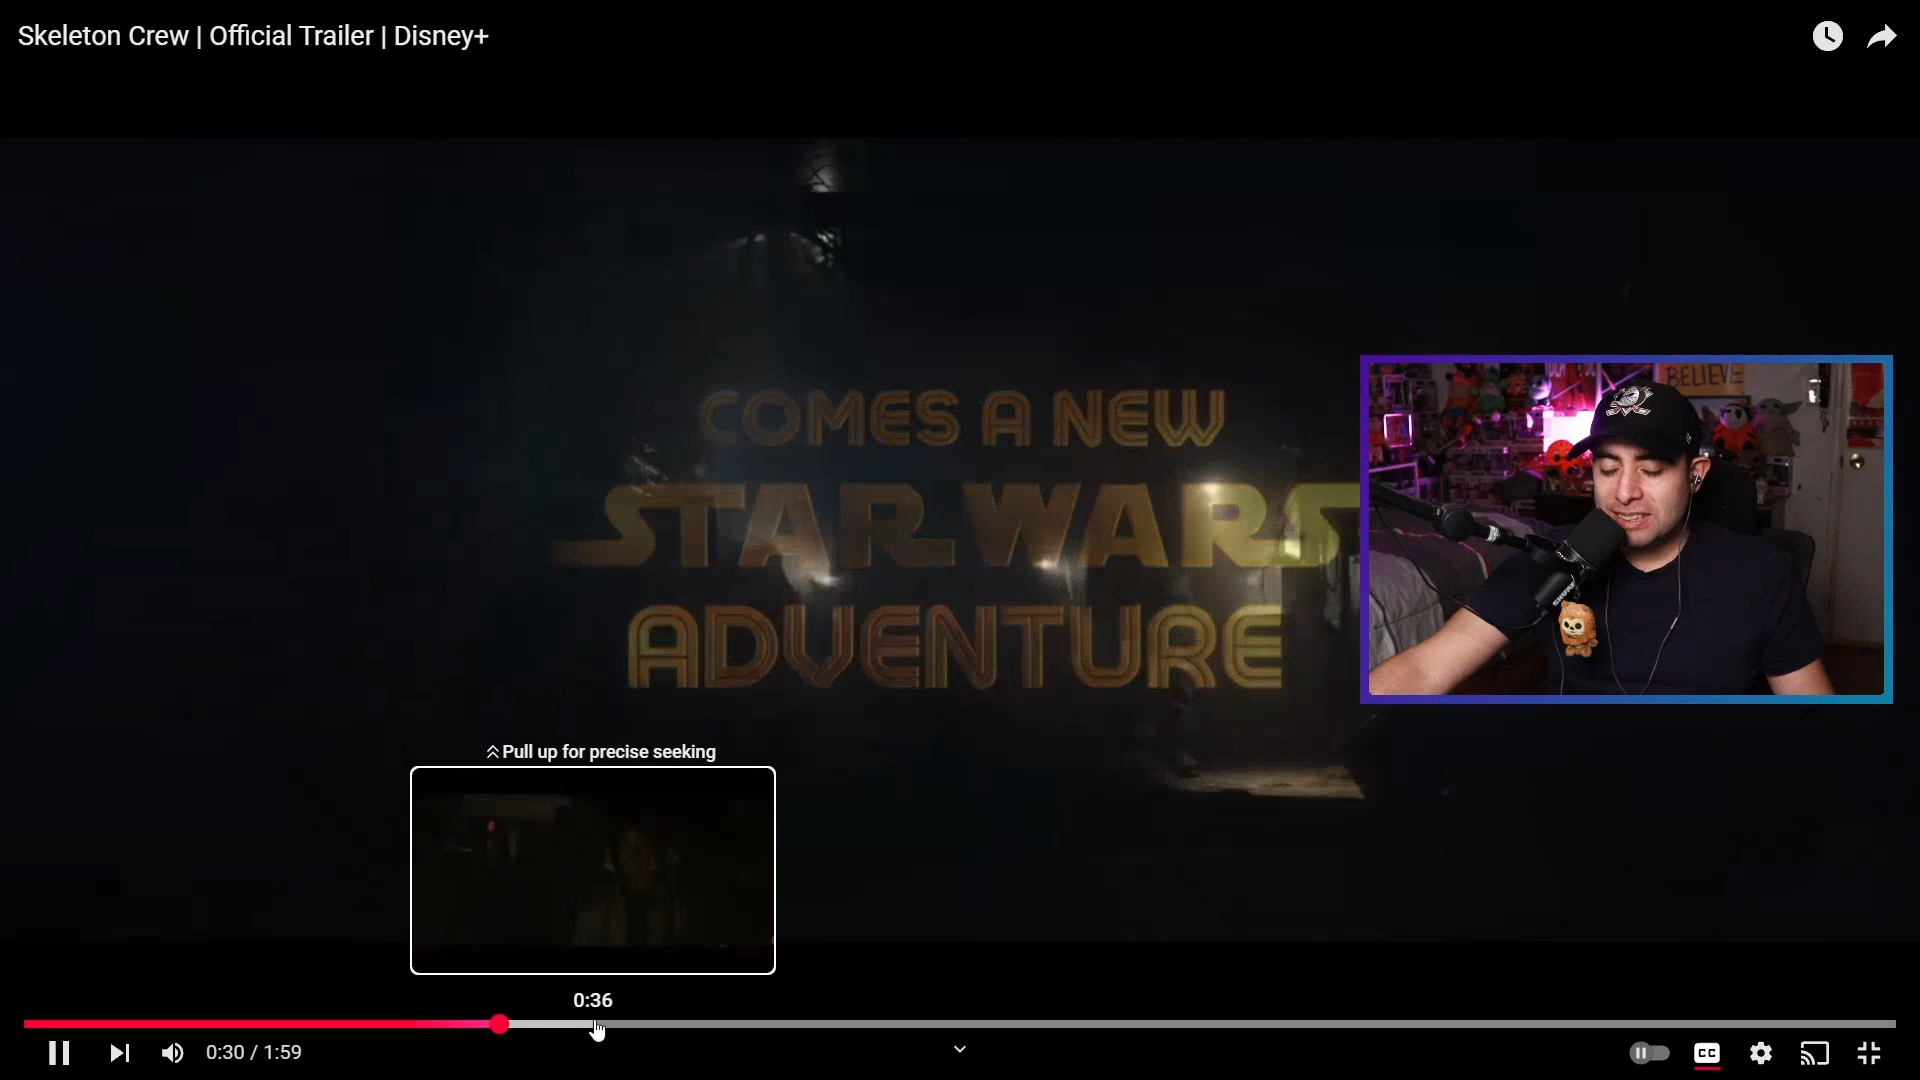 Skeleton Crew | Official Trailer | Disney+
COMES A NEW
STAR WARS
ADVENTURE
BELIEVE
Pull up for precise seeking
0:36
0:30 / 1:59
CC